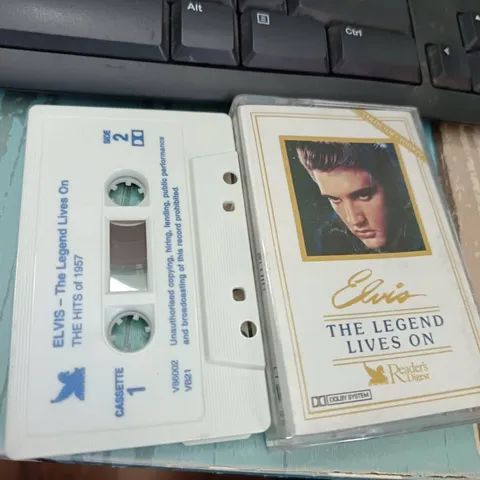 Alt
Ctrl
ELVIS – The Legend Lives On
THE HITS of 1957
SIDE
2
CASSETTE
1
VB6002
VB21
Unauthorised copying, hiring, lending, public performance
and broadcasting of this record prohibited
Elvis
THE LEGEND
LIVES ON
Reader's
Digest
DOLBY SYSTEM